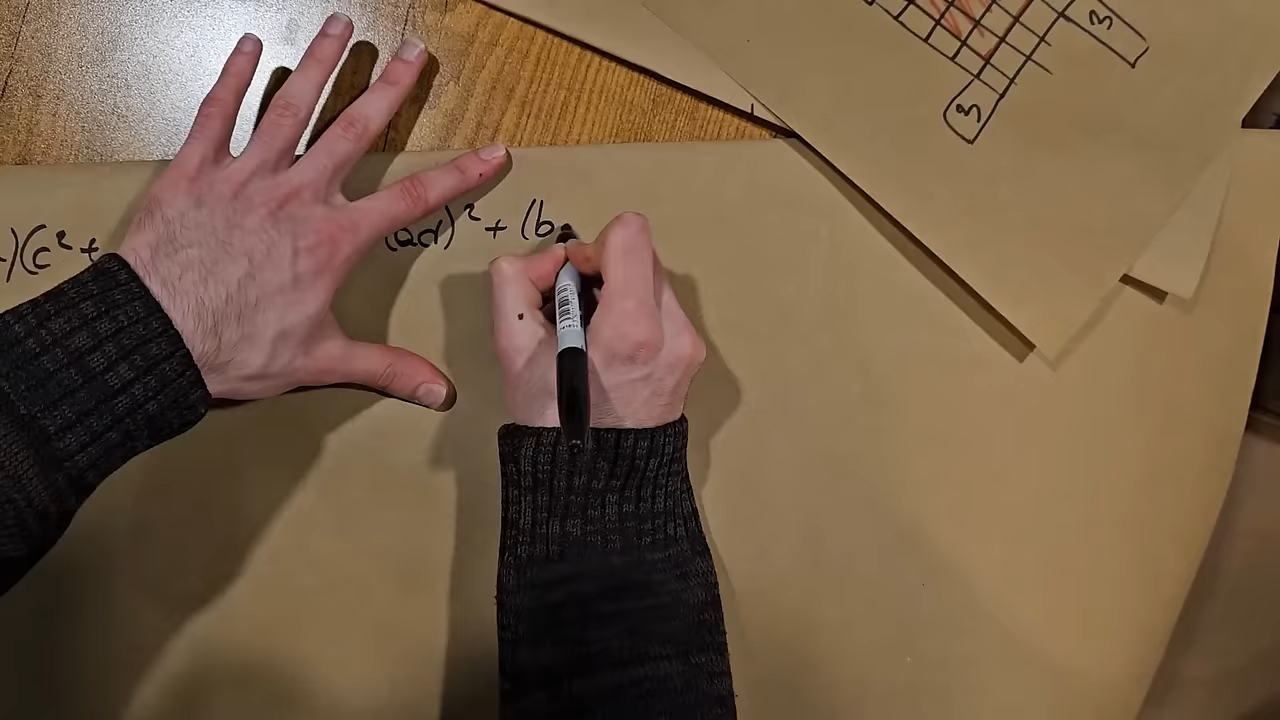 3
3
)(c² + (ad)² + (b